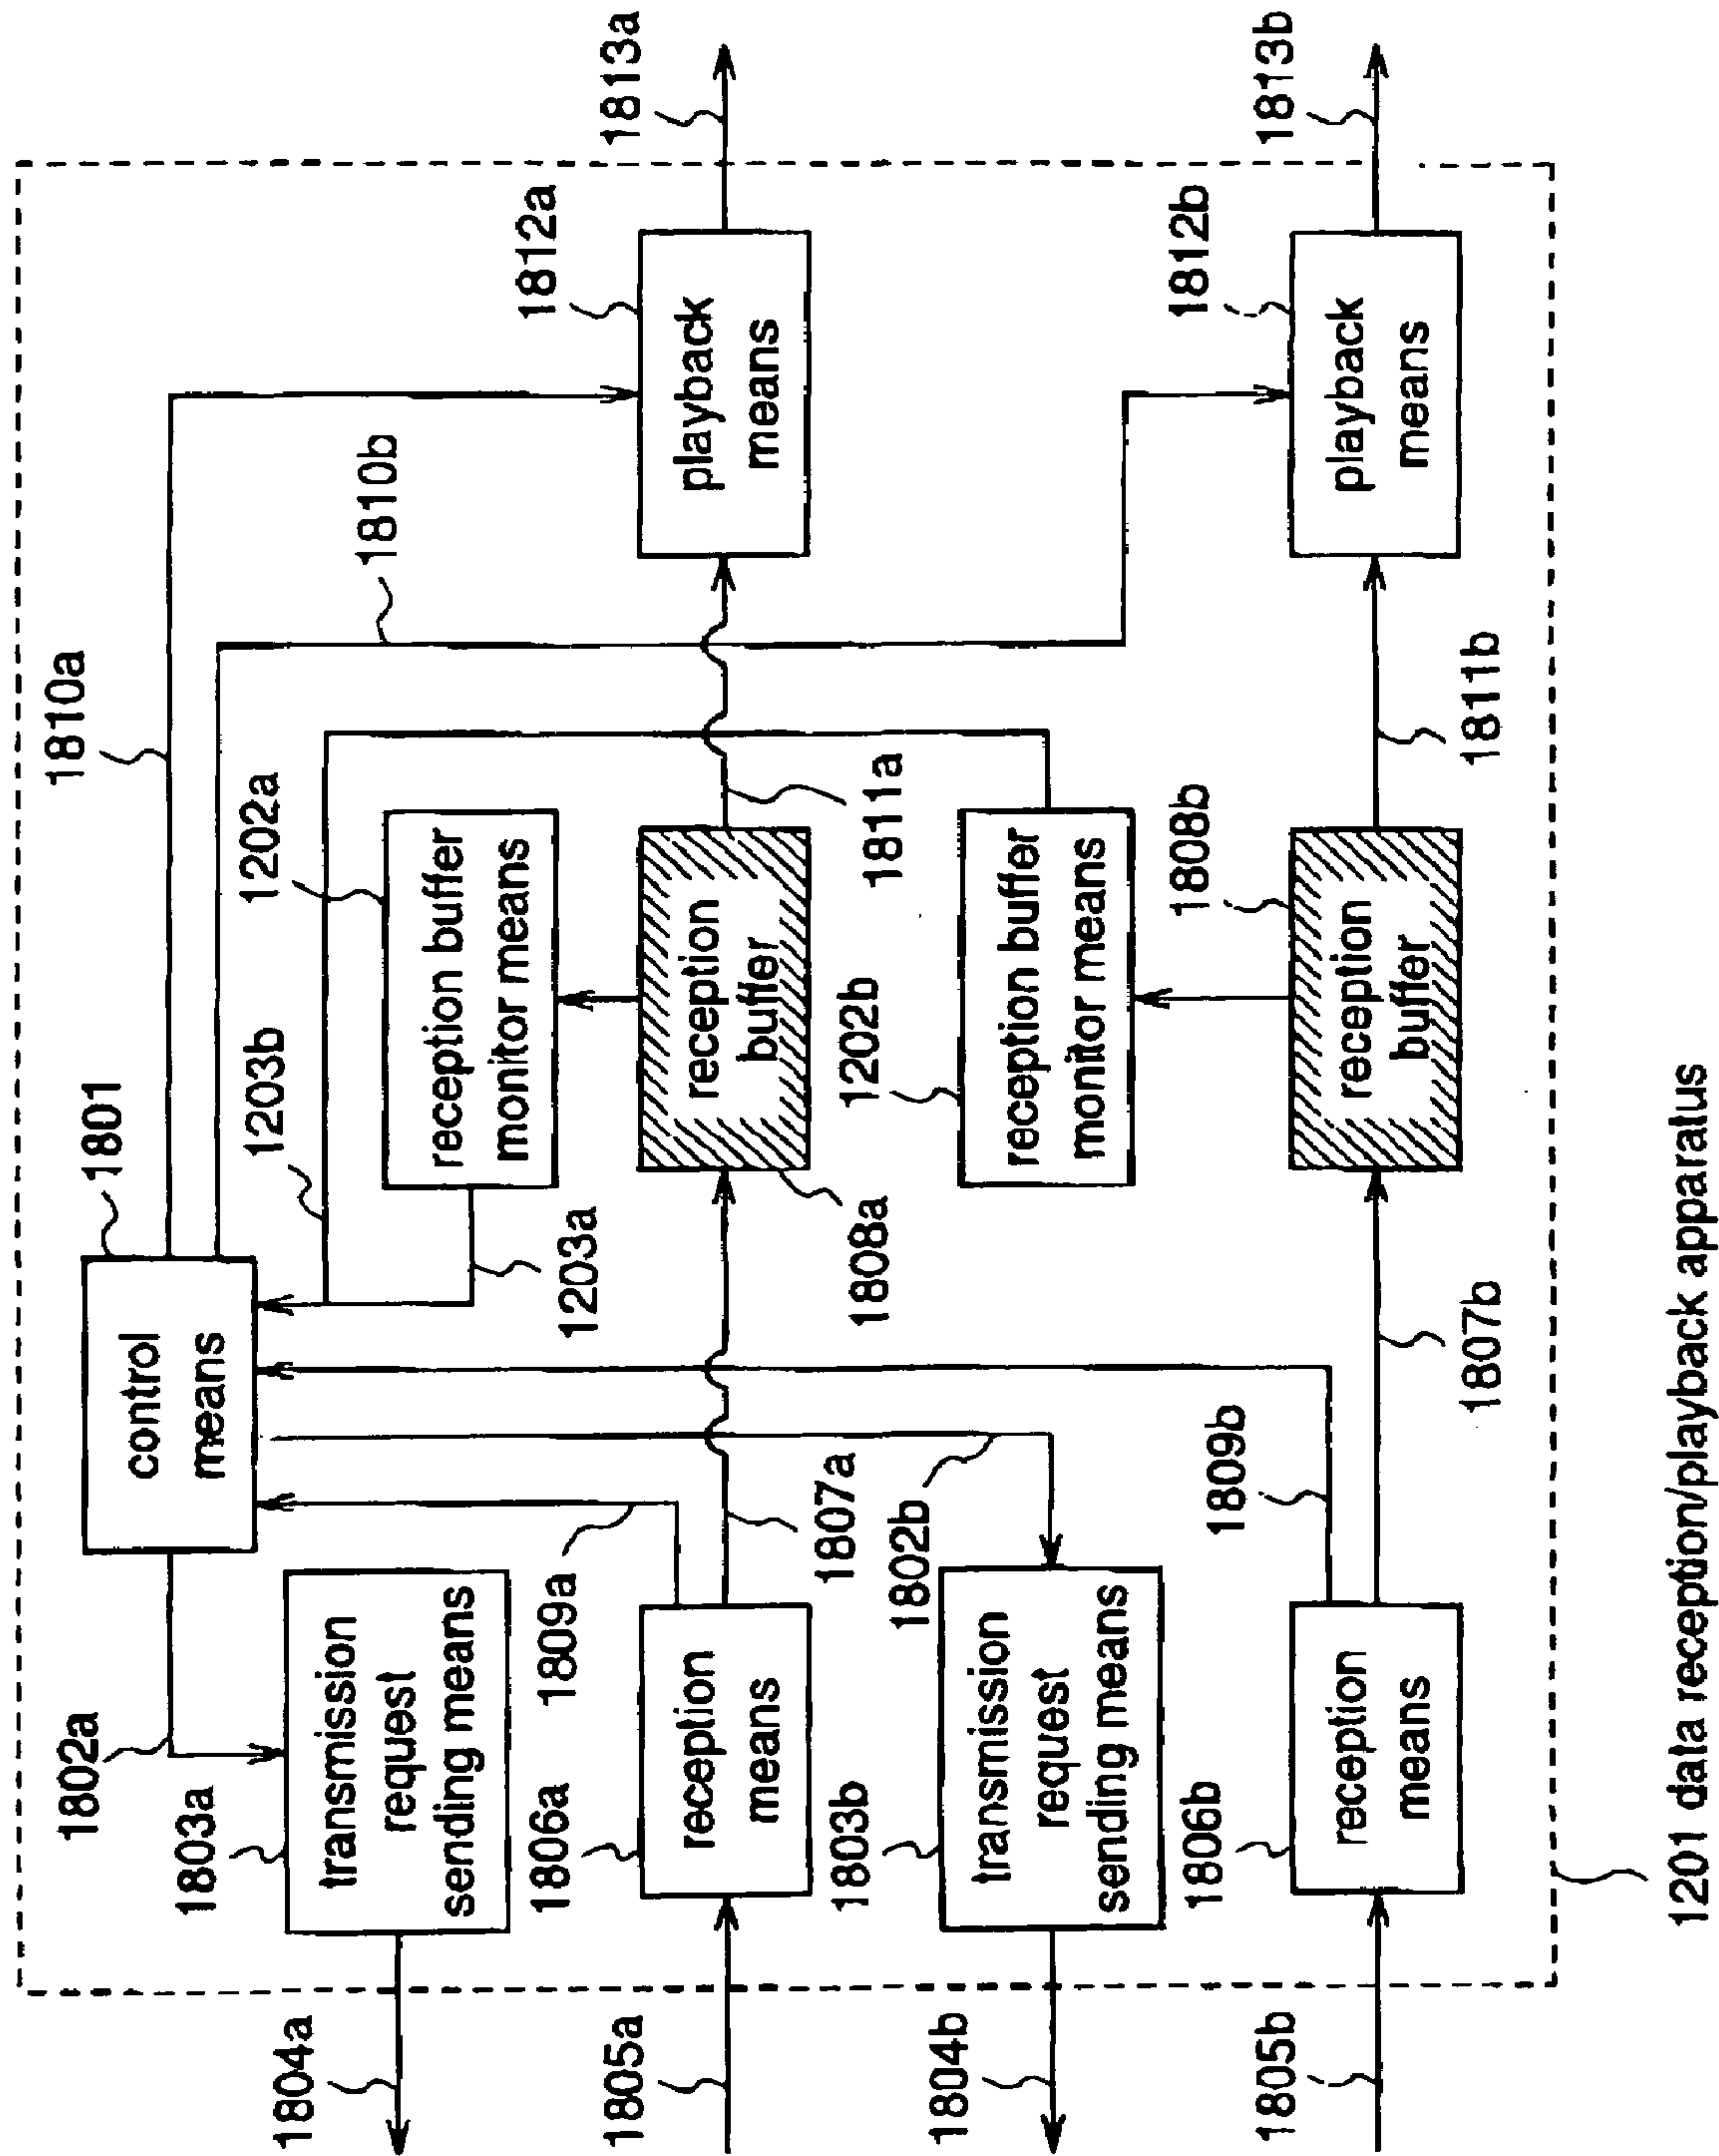 1810a
1801
control
means
1810b
1802a
1203b
1202a
reception buffer
monitor means
1203a
1803a
transmission
request
sending means
1804a
1809a
1812a
playback
means
1813a
1811a
reception
buffer
1808a
1807a
1806a
reception
means
1805a
1802b
1202b
reception buffer
monitor means
1803b
transmission
request
sending means
1804b
1809b
1808b
reception
buffer
1812b
playback
means
1813b
1811b
1807b
1806b
reception
means
1805b
1201 data reception/playback apparatus